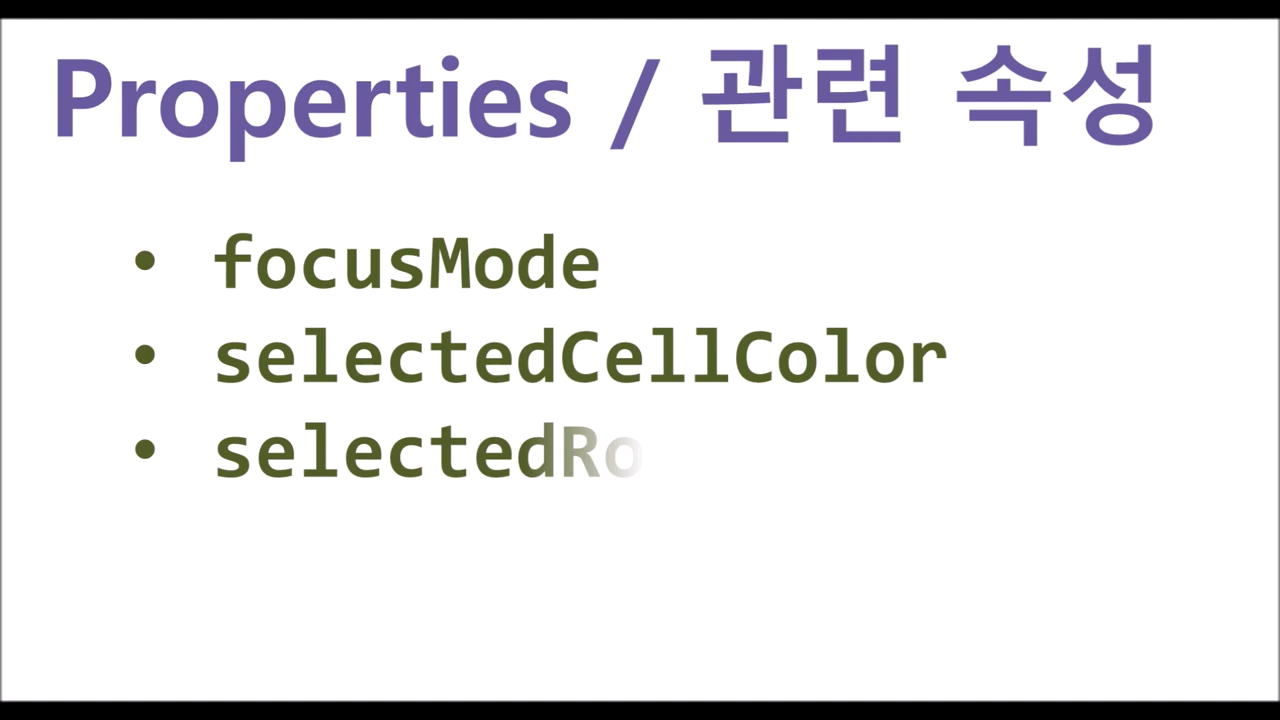 Properties / 관련 속성
• focusMode
• selectedCellColor
• selectedRo